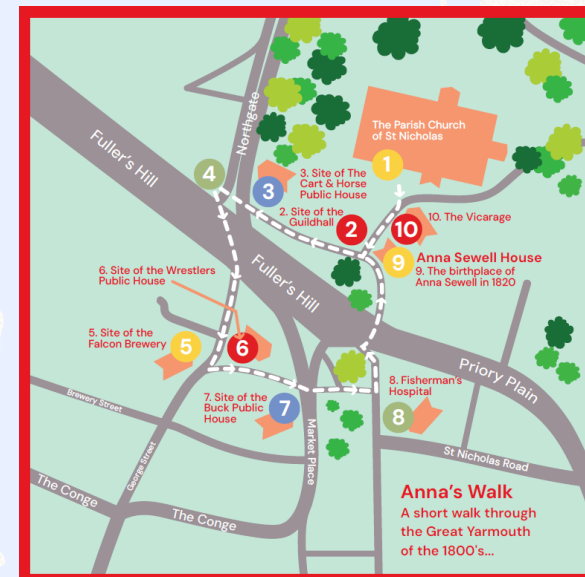 Northgate
Fuller's Hill
The Parish Church
of St Nicholas
1
4
3
3. Site of The
Cart & Horse
Public House
2. Site of the
Guildhall
2
10
10. The Vicarage
9
Anna Sewell House
9. The birthplace of
Anna Sewell in 1820
Fuller's Hill
6. Site of the Wrestlers
Public House
5. Site of the
Falcon Brewery
5
6
Priory Plain
8. Fisherman's
Hospital
8
7. Site of the
Buck Public
House
7
Brewery Street
George Street
Market Place
St Nicholas Road
The Conge
The Conge
Anna's Walk
A short walk through
the Great Yarmouth
of the 1800's...